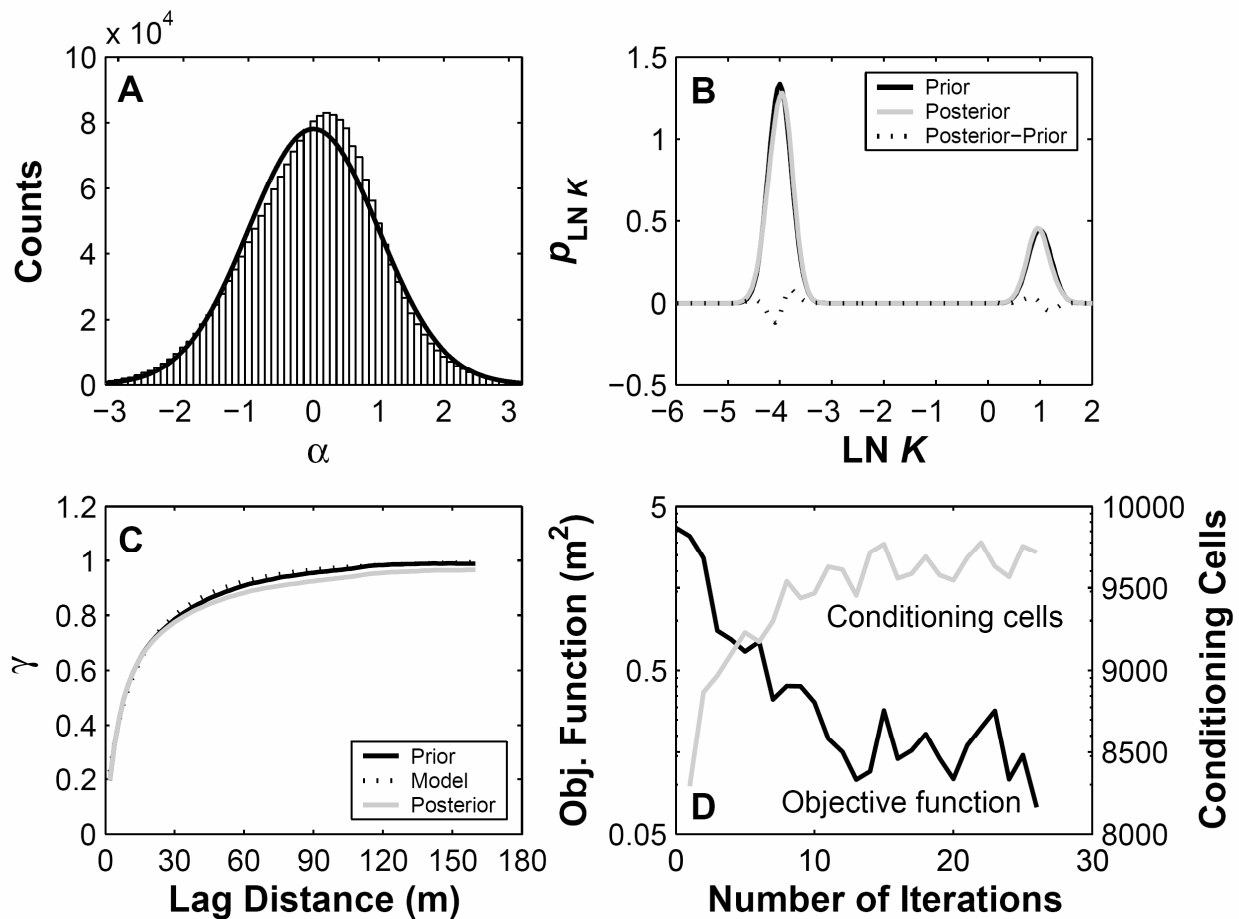 x 10⁴
10
8
6
4
2
0
A
Counts
−3 −2 −1 0 1 2 3
α
1.5
1
0.5
0
−0.5
B
Prior
Posterior
Posterior−Prior
p LN K
−6 −5 −4 −3 −2 −1 0 1 2
LN K
1.2
1
0.8
0.6
0.4
0.2
0
C
γ
Prior
Model
Posterior
0 30 60 90 120 150 180
Lag Distance (m)
5
0.5
0.05
Obj. Function (m²)
Conditioning cells
Objective function
D
10000
9500
9000
8500
8000
Conditioning Cells
0 10 20 30
Number of Iterations